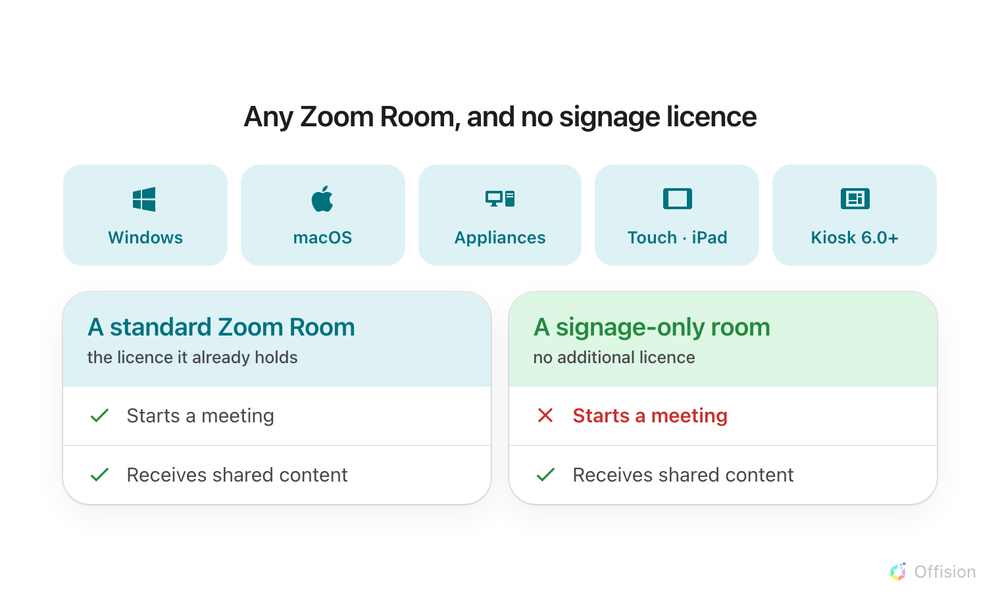 Any Zoom Room, and no signage licence
Windows
macOS
Appliances
Touch · iPad
Kiosk 6.0+
A standard Zoom Room
the licence it already holds
Starts a meeting
Receives shared content
A signage-only room
no additional licence
Starts a meeting
Receives shared content
Offision